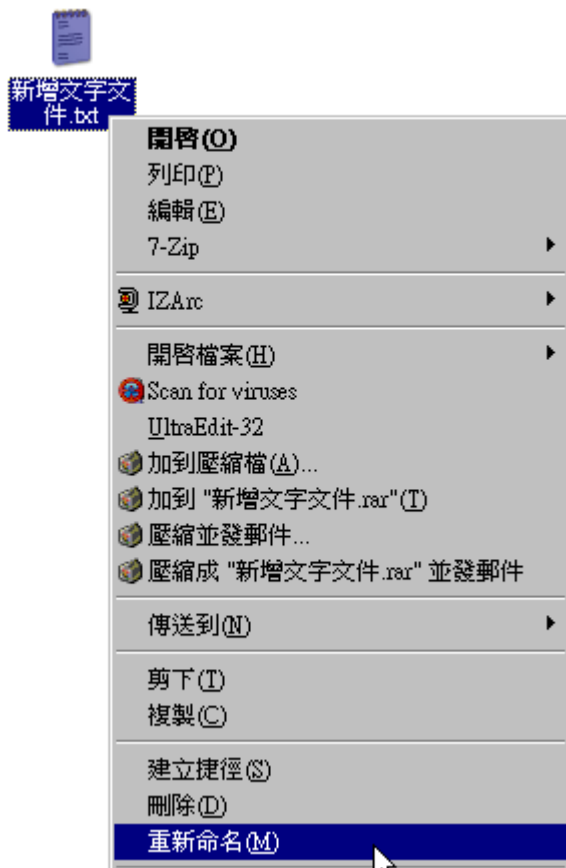 新增文字文
件.txt
開啓(O)
列印(P)
編輯(E)
7-Zip
IZArc
開啓檔案(H)
Scan for viruses
UltraEdit-32
加到壓縮檔(A)...
加到 "新增文字文件.rar"(T)
壓縮並發郵件...
壓縮成 "新增文字文件.rar" 並發郵件
傳送到(N)
剪下(T)
複製(C)
建立捷徑(S)
刪除(D)
重新命名(M)